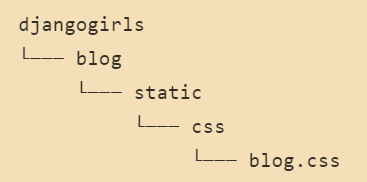 djangogirls
└─── blog
└─── static
└─── css
└─── blog.css